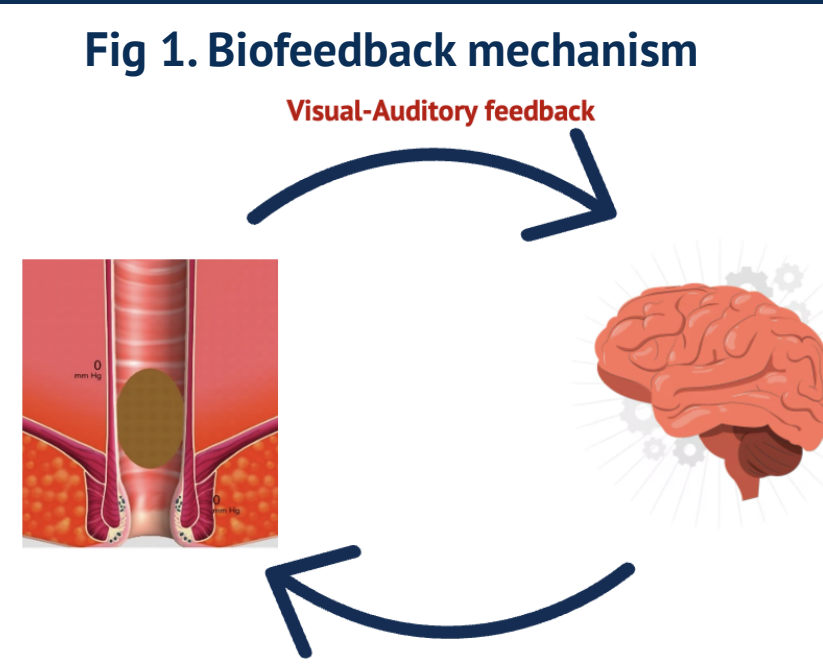 Fig 1. Biofeedback mechanism
Visual-Auditory feedback
0
mm Hg
0
mm Hg